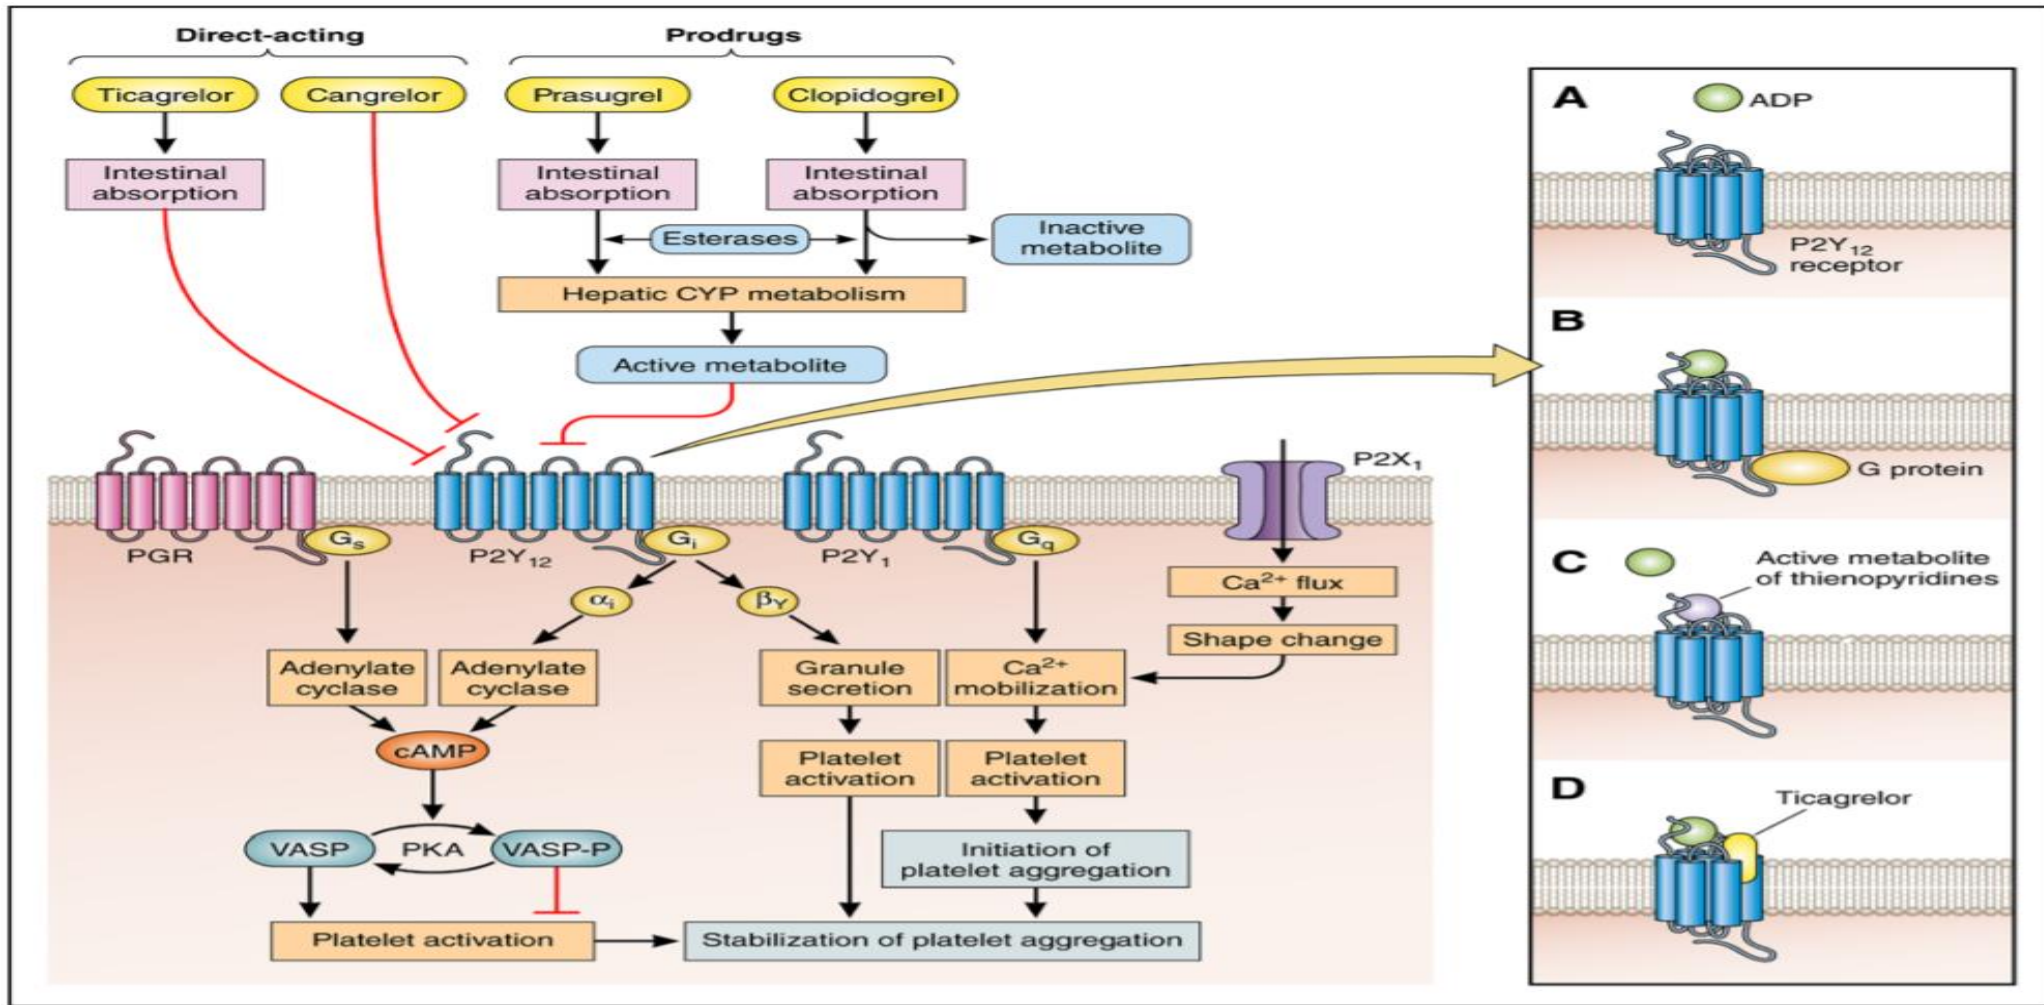 Direct-acting
Prodrugs
Ticagrelor
Cangrelor
Prasugrel
Clopidogrel
Intestinal
absorption
Intestinal
absorption
Intestinal
absorption
Esterases
Inactive
metabolite
Hepatic CYP metabolism
Active metabolite
P2X₁
PGR
Gₛ
P2Y₁₂
Gᵢ
P2Y₁
G_q
αᵢ
βγ
Ca²⁺ flux
Shape change
Adenylate
cyclase
Adenylate
cyclase
Granule
secretion
Ca²⁺
mobilization
cAMP
Platelet
activation
Platelet
activation
VASP
PKA
VASP-P
Initiation of
platelet aggregation
Platelet activation
Stabilization of platelet aggregation
A
ADP
P2Y₁₂
receptor
B
G protein
C
Active metabolite
of thienopyridines
D
Ticagrelor